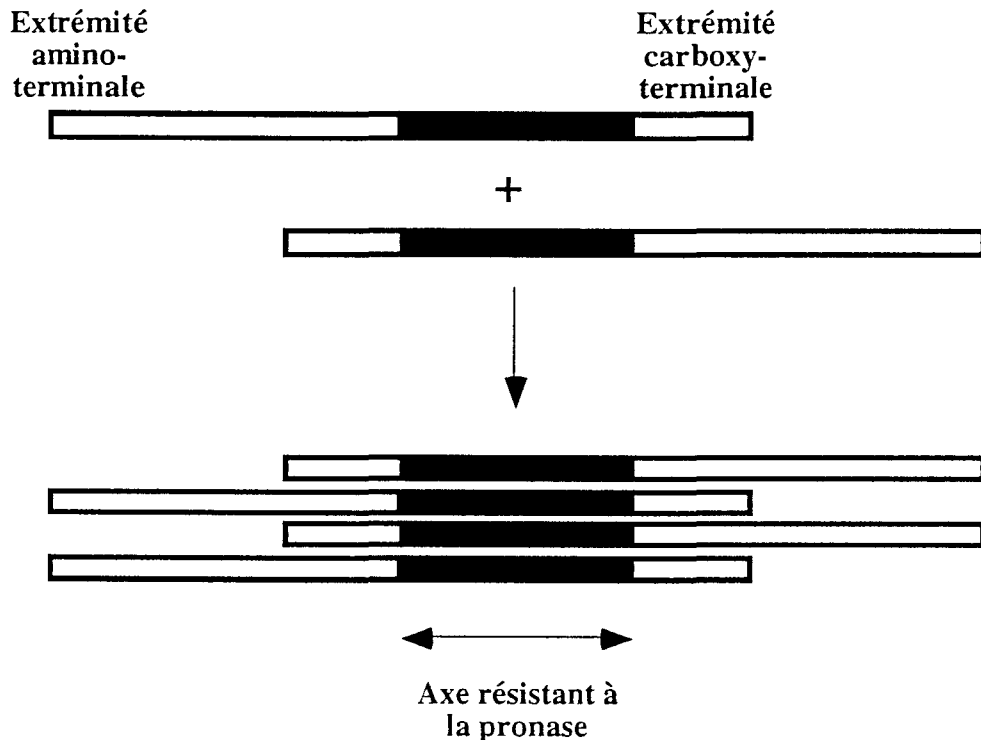 Extrémité
amino-
terminale
Extrémité
carboxy-
terminale
+
Axe résistant à
la pronase